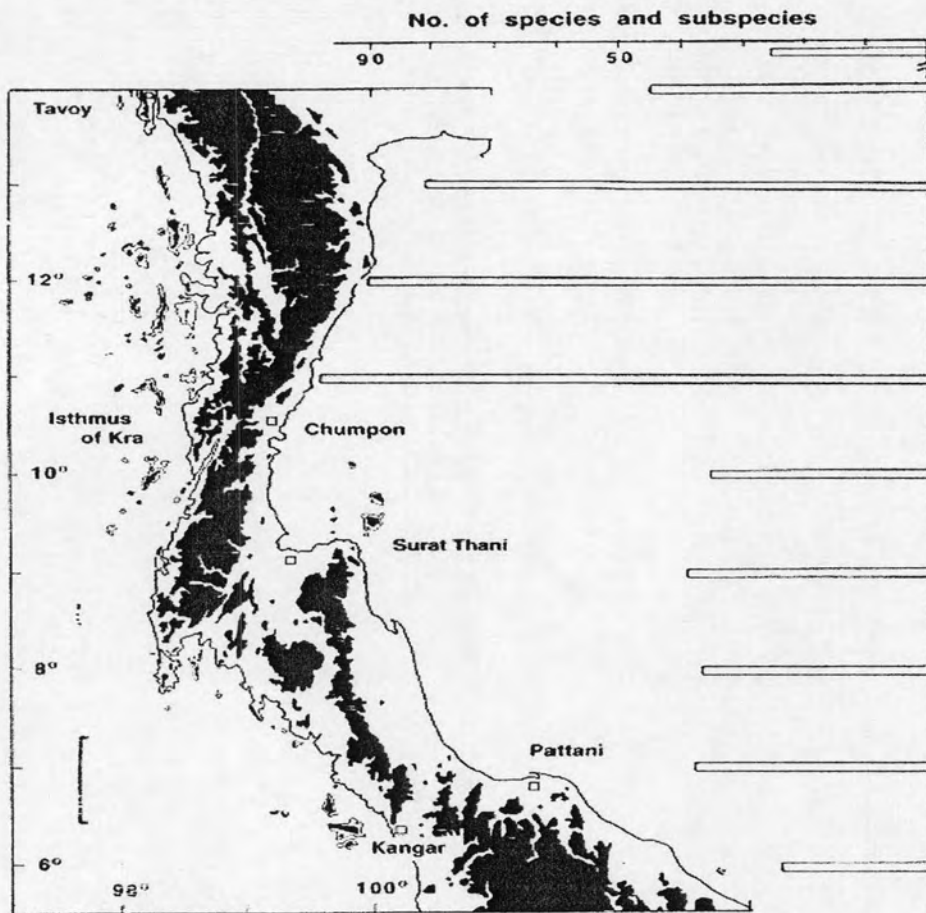 No. of species and subspecies
90 50
Tavoy
12°
Isthmus
of Kra
Chumpon
10°
Surat Thani
8°
Pattani
Kangar
6°
98° 100°